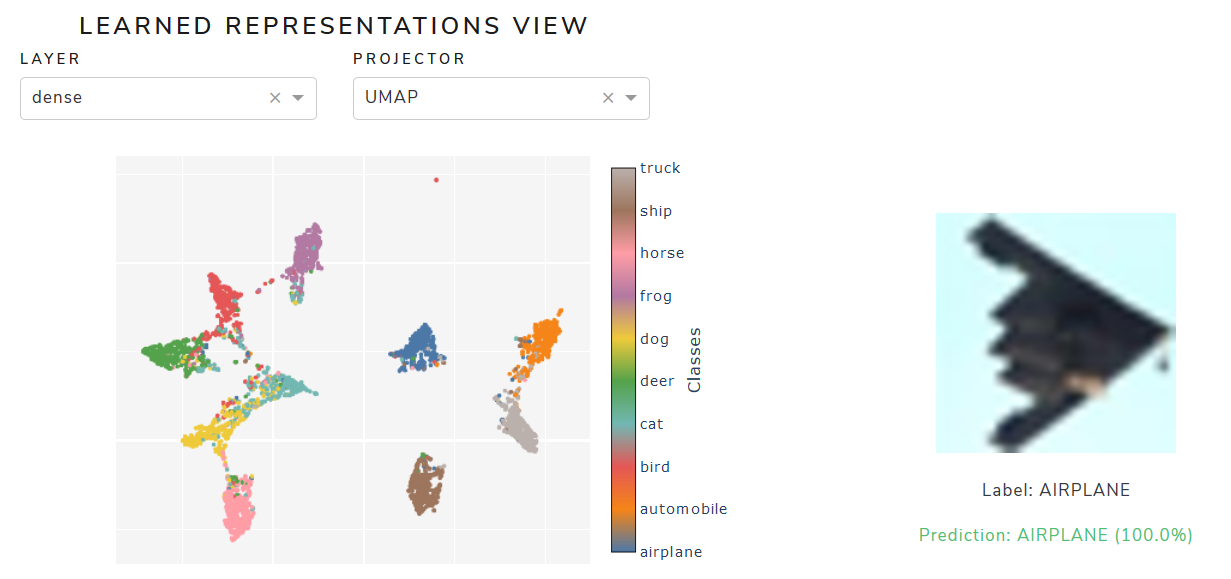 LEARNED REPRESENTATIONS VIEW
LAYER
PROJECTOR
dense
UMAP
truck
ship
horse
frog
dog
deer
cat
bird
automobile
airplane
Classes
Label: AIRPLANE
Prediction: AIRPLANE (100.0%)